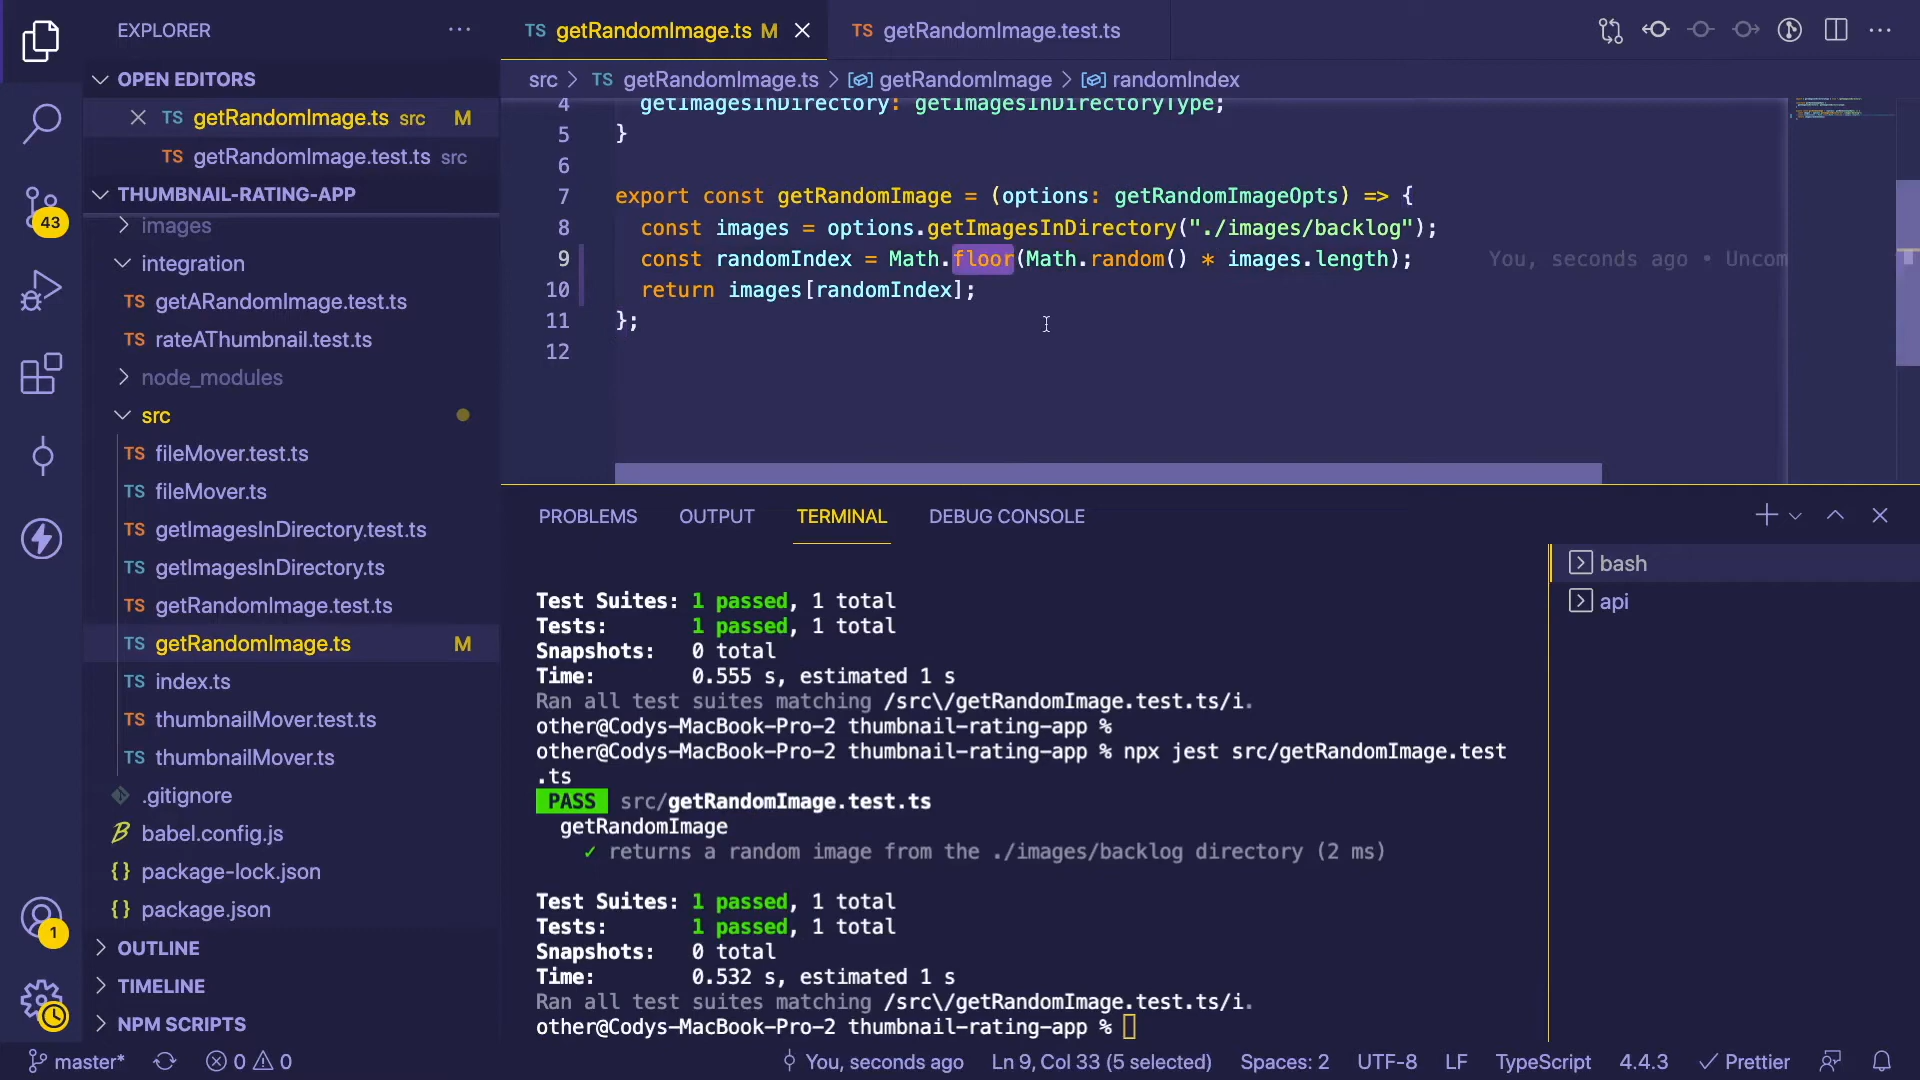 EXPLORER
OPEN EDITORS
TS getRandomImage.ts src M
TS getRandomImage.test.ts src
THUMBNAIL-RATING-APP
images
integration
TS getARandomImage.test.ts
TS rateAThumbnail.test.ts
node_modules
src
TS fileMover.test.ts
TS fileMover.ts
TS getImagesInDirectory.test.ts
TS getImagesInDirectory.ts
TS getRandomImage.test.ts
TS getRandomImage.ts M
TS index.ts
TS thumbnailMover.test.ts
TS thumbnailMover.ts
.gitignore
babel.config.js
{} package-lock.json
{} package.json
OUTLINE
TIMELINE
NPM SCRIPTS
43
1
TS getRandomImage.ts M
TS getRandomImage.test.ts
src > TS getRandomImage.ts > getRandomImage > randomIndex
4 getImagesInDirectory: getImagesInDirectoryType;
5 }
6
7 export const getRandomImage = (options: getRandomImageOpts) => {
8 const images = options.getImagesInDirectory("./images/backlog");
9 const randomIndex = Math.floor(Math.random() * images.length); You, seconds ago • Uncom
10 return images[randomIndex];
11 };
12
PROBLEMS OUTPUT TERMINAL DEBUG CONSOLE
bash
api
Test Suites: 1 passed, 1 total
Tests: 1 passed, 1 total
Snapshots: 0 total
Time: 0.555 s, estimated 1 s
Ran all test suites matching /src\/getRandomImage.test.ts/i.
other@Codys-MacBook-Pro-2 thumbnail-rating-app %
other@Codys-MacBook-Pro-2 thumbnail-rating-app % npx jest src/getRandomImage.test
.ts
PASS src/getRandomImage.test.ts
getRandomImage
✓ returns a random image from the ./images/backlog directory (2 ms)
Test Suites: 1 passed, 1 total
Tests: 1 passed, 1 total
Snapshots: 0 total
Time: 0.532 s, estimated 1 s
Ran all test suites matching /src\/getRandomImage.test.ts/i.
other@Codys-MacBook-Pro-2 thumbnail-rating-app %
master* 0 0 You, seconds ago Ln 9, Col 33 (5 selected) Spaces: 2 UTF-8 LF TypeScript 4.4.3 Prettier